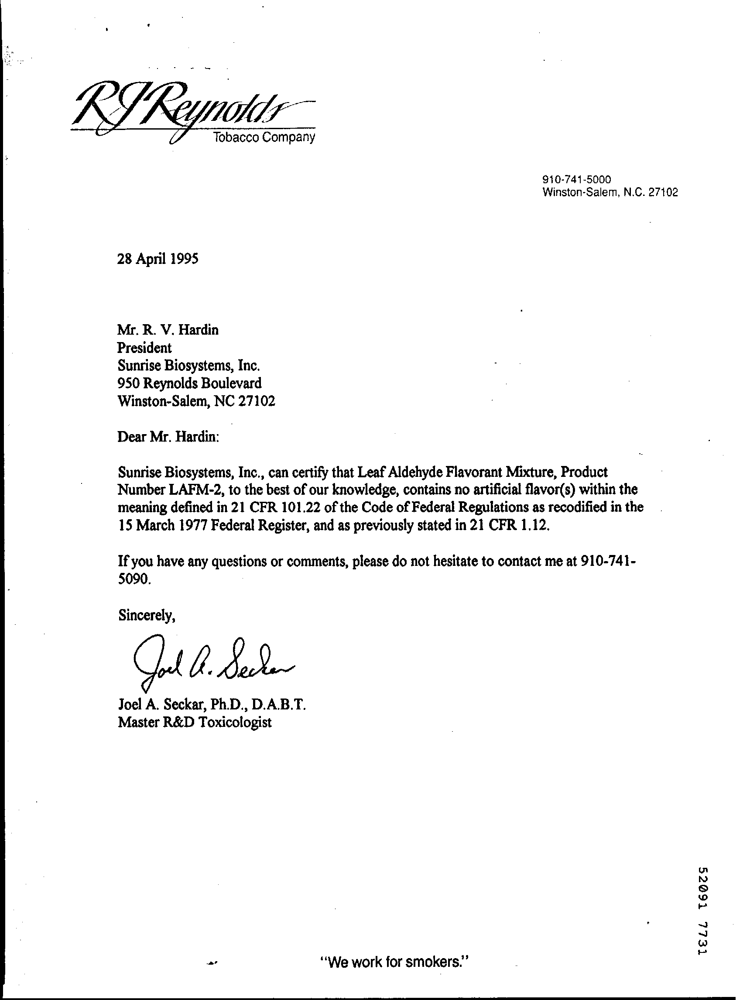 RJReynolds
Tobacco Company
910-741-5000
Winston-Salem, N.C. 27102
28 April 1995
Mr. R. V. Hardin
President
Sunrise Biosystems, Inc.
950 Reynolds Boulevard
Winston-Salem, NC 27102
Dear Mr. Hardin:
Sunrise Biosystems, Inc., can certify that Leaf Aldehyde Flavorant Mixture, Product
Number LAFM-2, to the best of our knowledge, contains no artificial flavor(s) within the
meaning defined in 21 CFR 101.22 of the Code of Federal Regulations as recodified in the
15 March 1977 Federal Register, and as previously stated in 21 CFR 1.12.
If you have any questions or comments, please do not hesitate to contact me at 910-741-
5090.
Sincerely,
Joel A. Seckar
Joel A. Seckar, Ph.D., D.A.B.T.
Master R&D Toxicologist
52091 7731
"We work for smokers."